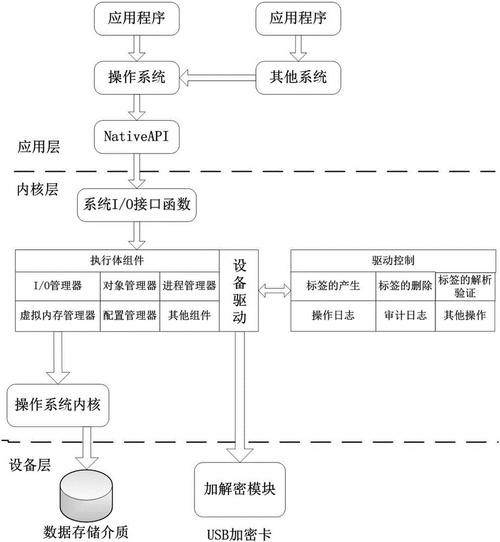 应用程序
应用程序
操作系统
其他系统
NativeAPI
应用层
内核层
系统I/O接口函数
执行体组件
I/O管理器
对象管理器
进程管理器
虚拟内存管理器
配置管理器
其他组件
设备驱动
驱动控制
标签的产生
标签的删除
标签的解析
验证
操作日志
审计日志
其他操作
操作系统内核
设备层
加解密模块
数据存储介质
USB加密卡